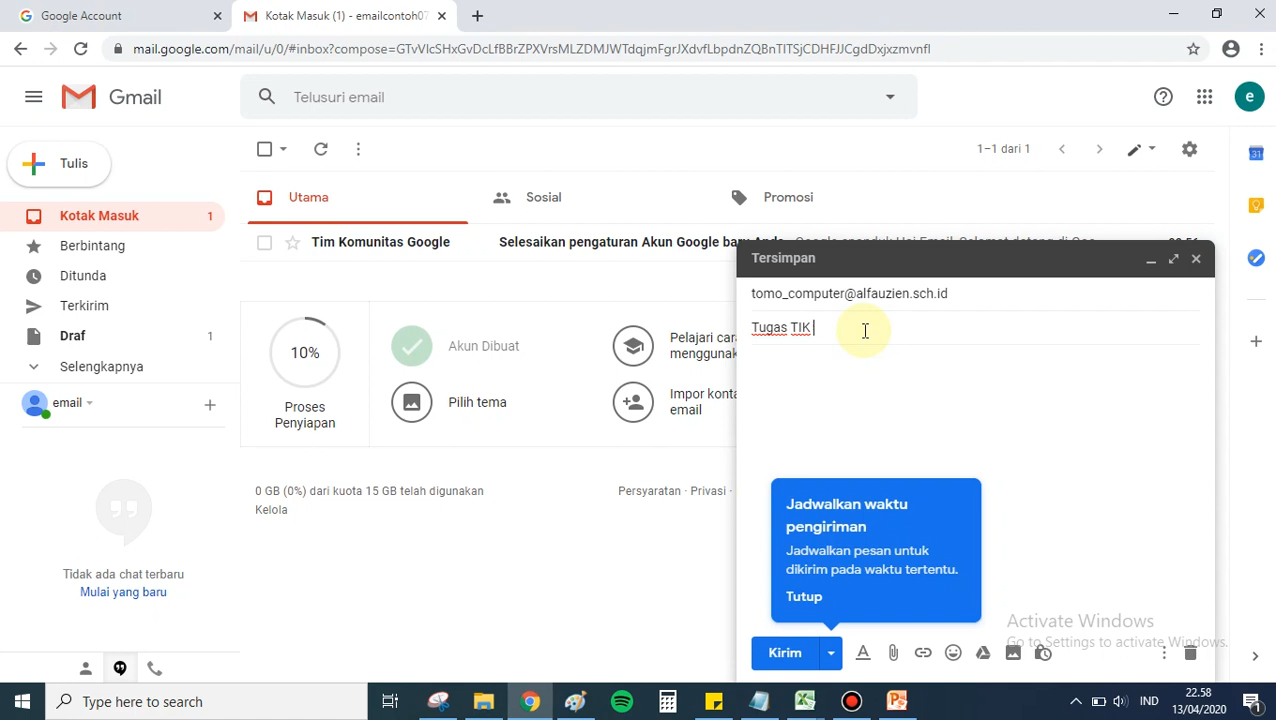 Google Account
Kotak Masuk (1) - emailcontoh07
mail.google.com/mail/u/0/#inbox?compose=GTvVlcSHxGvDcLfBBrZPXVrsMLZDMJWTdqjmFgrJXdvfLbpdnZQBnTITSjCDHFJJCgdDxjxzmvnfl
Gmail
Telusuri email
e
Tulis
1–1 dari 1
Kotak Masuk 1
Berbintang
Ditunda
Terkirim
Draf 1
Selengkapnya
email
Utama
Sosial
Promosi
31
Tim Komunitas Google
Selesaikan pengaturan Akun Google baru Anda
10%
Proses
Penyiapan
Akun Dibuat
Pilih tema
Pelajari cara
menggunak
Impor konta
email
0 GB (0%) dari kuota 15 GB telah digunakan
Kelola
Persyaratan · Privasi ·
Tidak ada chat terbaru
Mulai yang baru
Tersimpan
tomo_computer@alfauzien.sch.id
Tugas TIK
Jadwalkan waktu
pengiriman
Jadwalkan pesan untuk
dikirim pada waktu tertentu.
Tutup
Kirim
Activate Windows
Go to Settings to activate Windows.
Type here to search
IND
22.58
13/04/2020
1